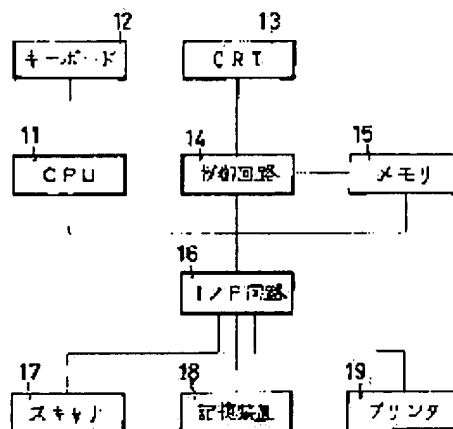 12
13
キーボード
CRT
11
14
15
CPU
制御回路
メモリ
16
I/F回路
17
18
19
スキャナ
記憶装置
プリンタ